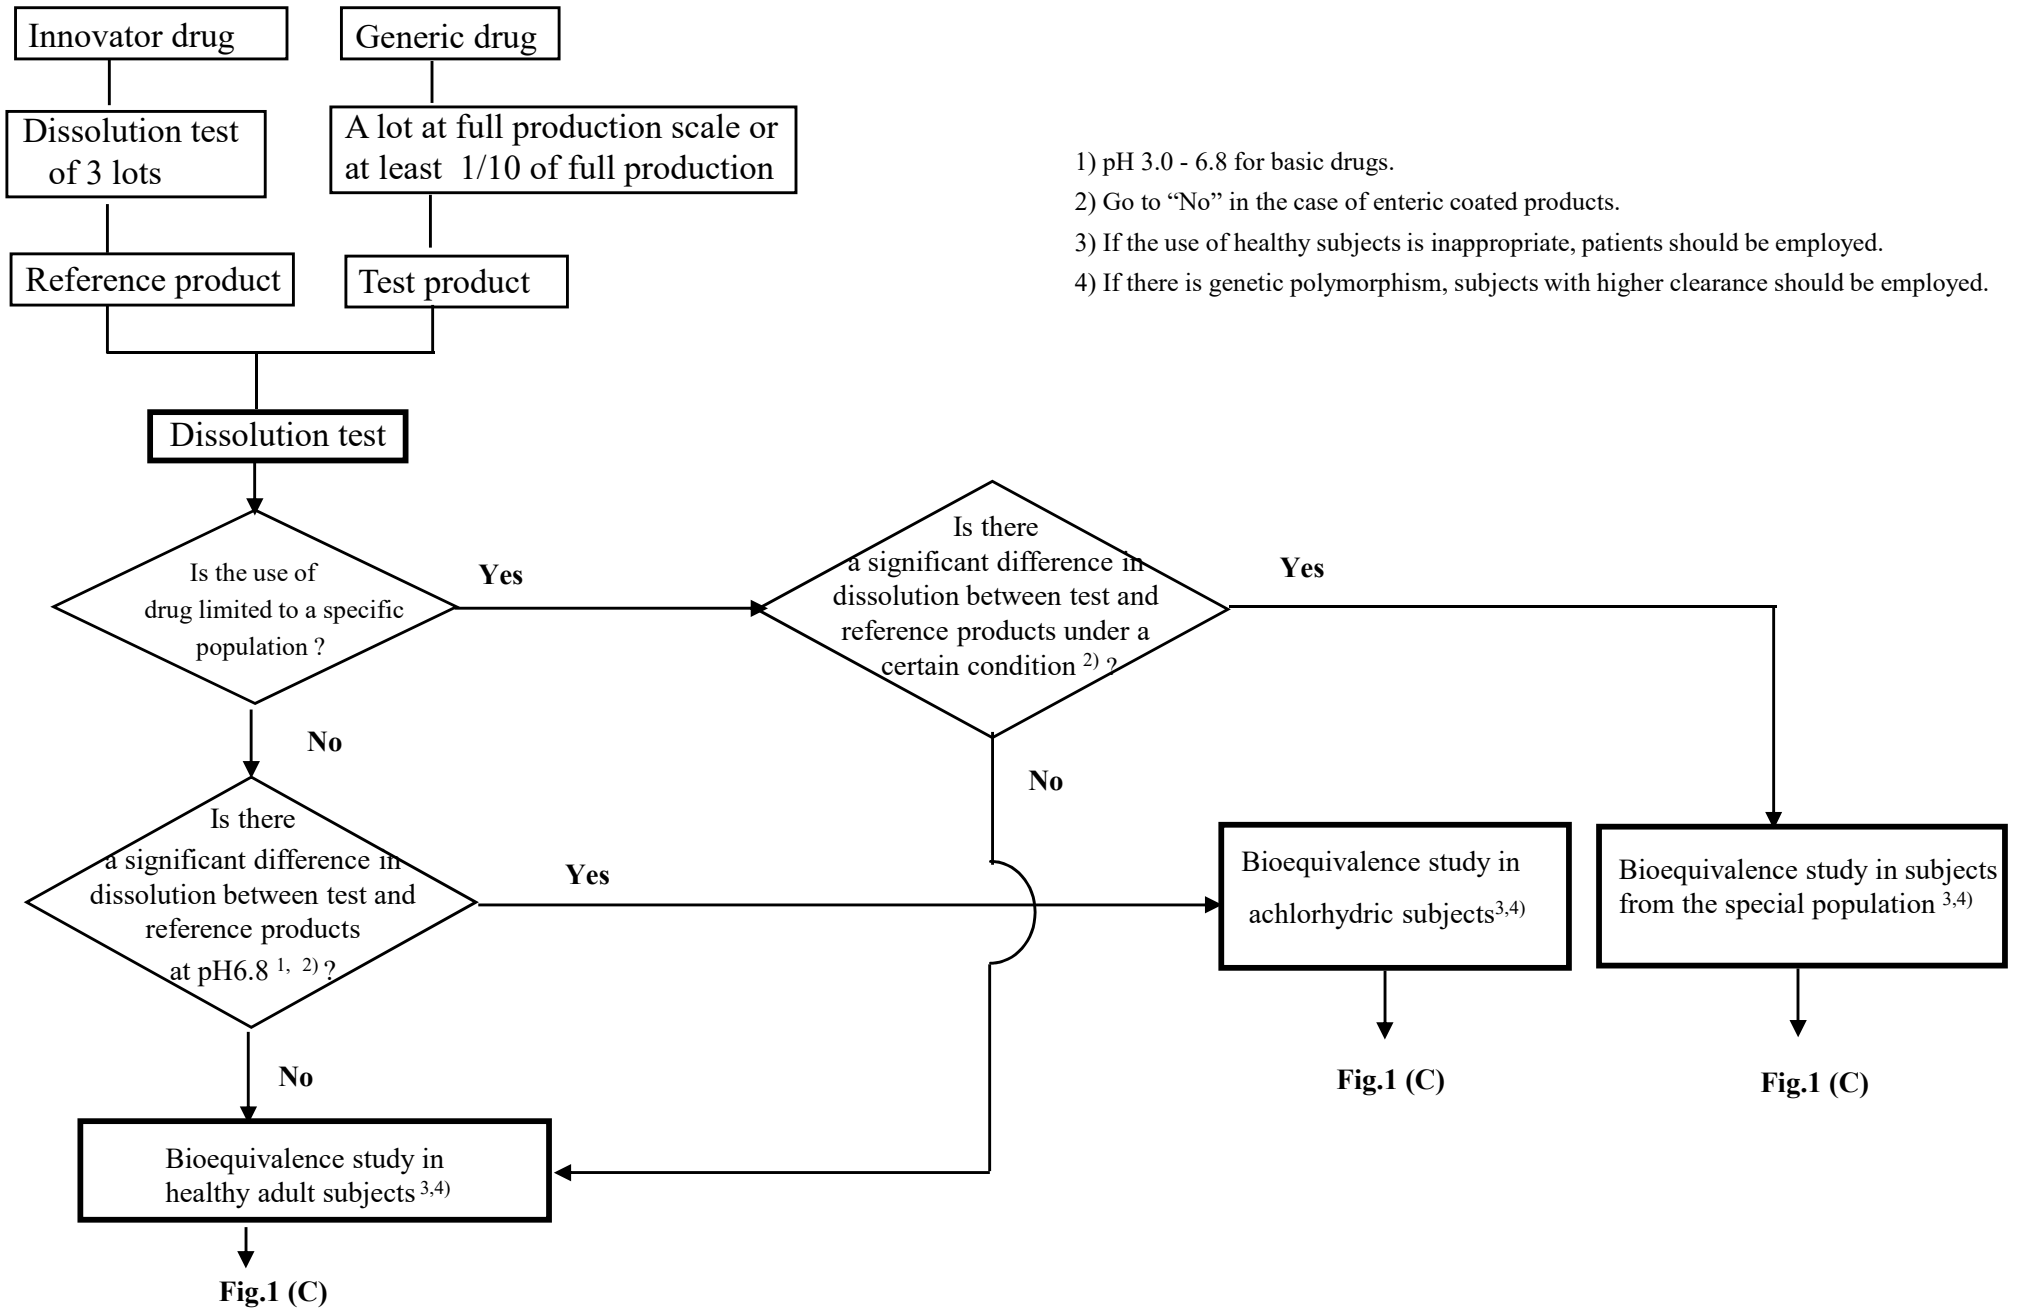 Innovator drug
Generic drug
Dissolution test
of 3 lots
A lot at full production scale or
at least 1/10 of full production
1) pH 3.0 - 6.8 for basic drugs.
2) Go to “No” in the case of enteric coated products.
3) If the use of healthy subjects is inappropriate, patients should be employed.
4) If there is genetic polymorphism, subjects with higher clearance should be employed.
Reference product
Test product
Dissolution test
Is the use of
drug limited to a specific
population ?
Yes
Is there
a significant difference in
dissolution between test and
reference products under a
certain condition 2) ?
Yes
No
No
Is there
a significant difference in
dissolution between test and
reference products
at pH6.8 1, 2) ?
Yes
Bioequivalence study in
achlorhydric subjects3,4)
Bioequivalence study in subjects
from the special population 3,4)
Fig.1 (C)
Fig.1 (C)
No
Bioequivalence study in
healthy adult subjects 3,4)
Fig.1 (C)